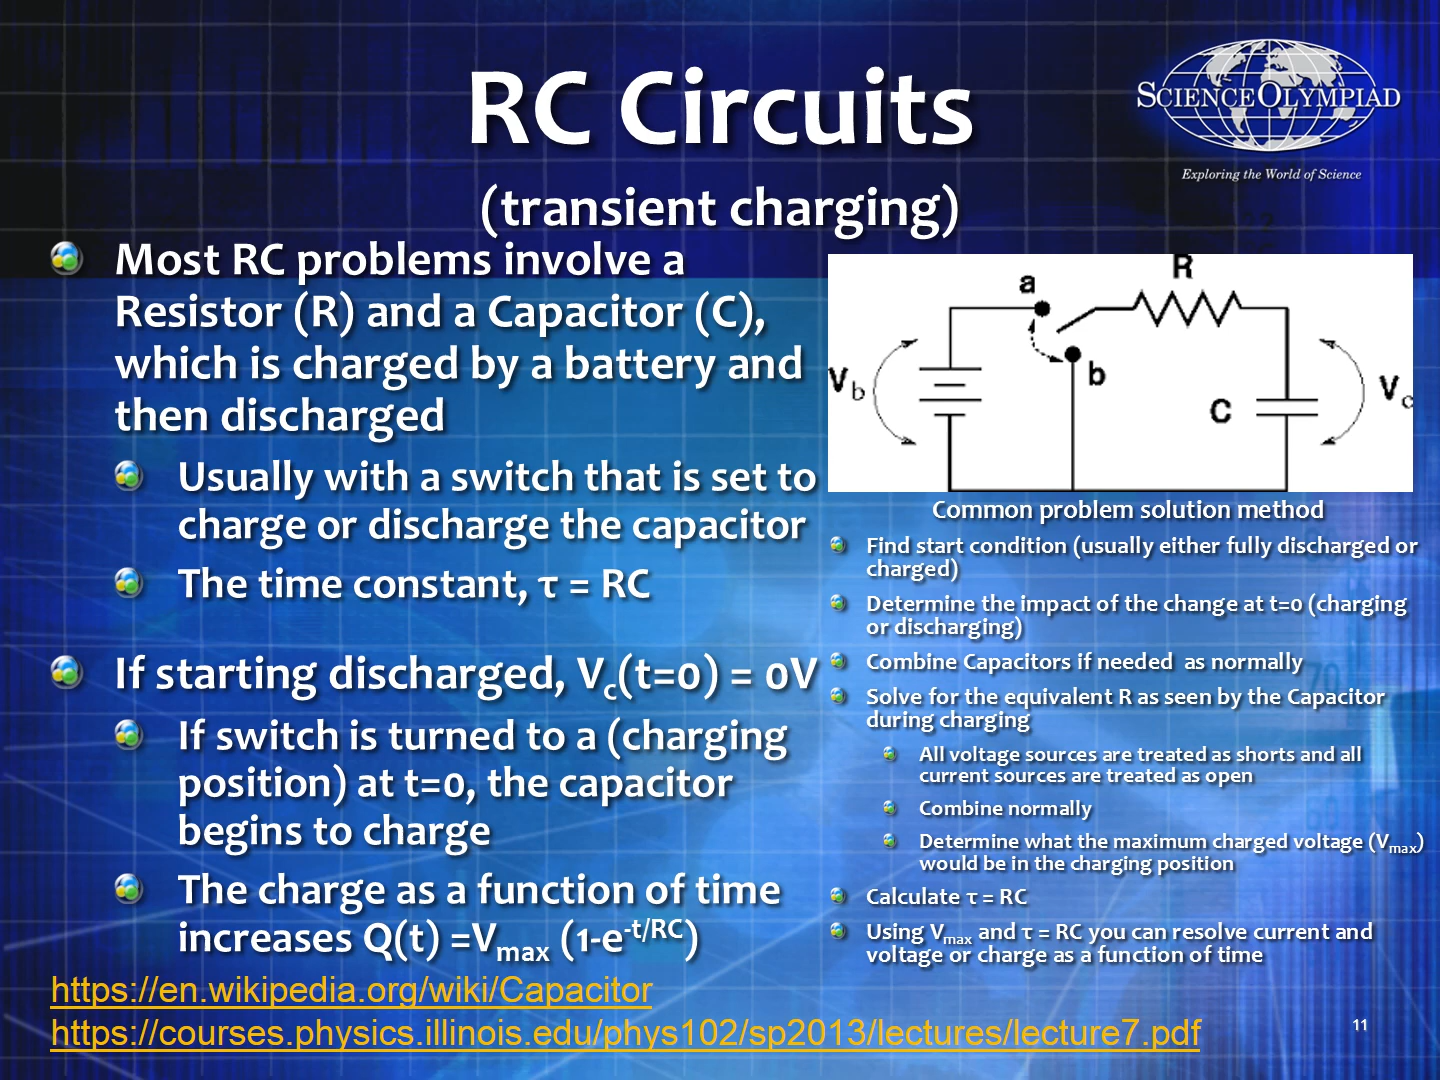 RC Circuits
(transient charging)
SCIENCE OLYMPIAD
Exploring the World of Science
Most RC problems involve a
Resistor (R) and a Capacitor (C),
which is charged by a battery and
then discharged
Usually with a switch that is set to
charge or discharge the capacitor
The time constant, τ = RC
If starting discharged, Vc(t=0) = 0V
If switch is turned to a (charging
position) at t=0, the capacitor
begins to charge
The charge as a function of time
increases Q(t) =Vmax (1-e-t/RC)
R
a
b
Vb
C
Vc
Common problem solution method
Find start condition (usually either fully discharged or
charged)
Determine the impact of the change at t=0 (charging
or discharging)
Combine Capacitors if needed as normally
Solve for the equivalent R as seen by the Capacitor
during charging
All voltage sources are treated as shorts and all
current sources are treated as open
Combine normally
Determine what the maximum charged voltage (Vmax)
would be in the charging position
Calculate τ = RC
Using Vmax and τ = RC you can resolve current and
voltage or charge as a function of time
https://en.wikipedia.org/wiki/Capacitor
https://courses.physics.illinois.edu/phys102/sp2013/lectures/lecture7.pdf
11